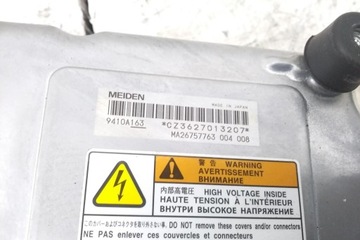 MEIDEN
MADE IN JAPAN
9410A163
*CZ3627013207*
MA26757763 004 008
警告 WARNING
AVERTISSEMENT
ВНИМАНИЕ
内部高電圧 HIGH VOLTAGE INSIDE
HAUTE TENSION À L'INTÉRIEUR
ВНУТРИ ВЫСОКОЕ НАПРЯЖЕНИЕ
DO NOT REMOVE these covers and/or connectors
NE PAS enlever ces couvercles et connecteurs